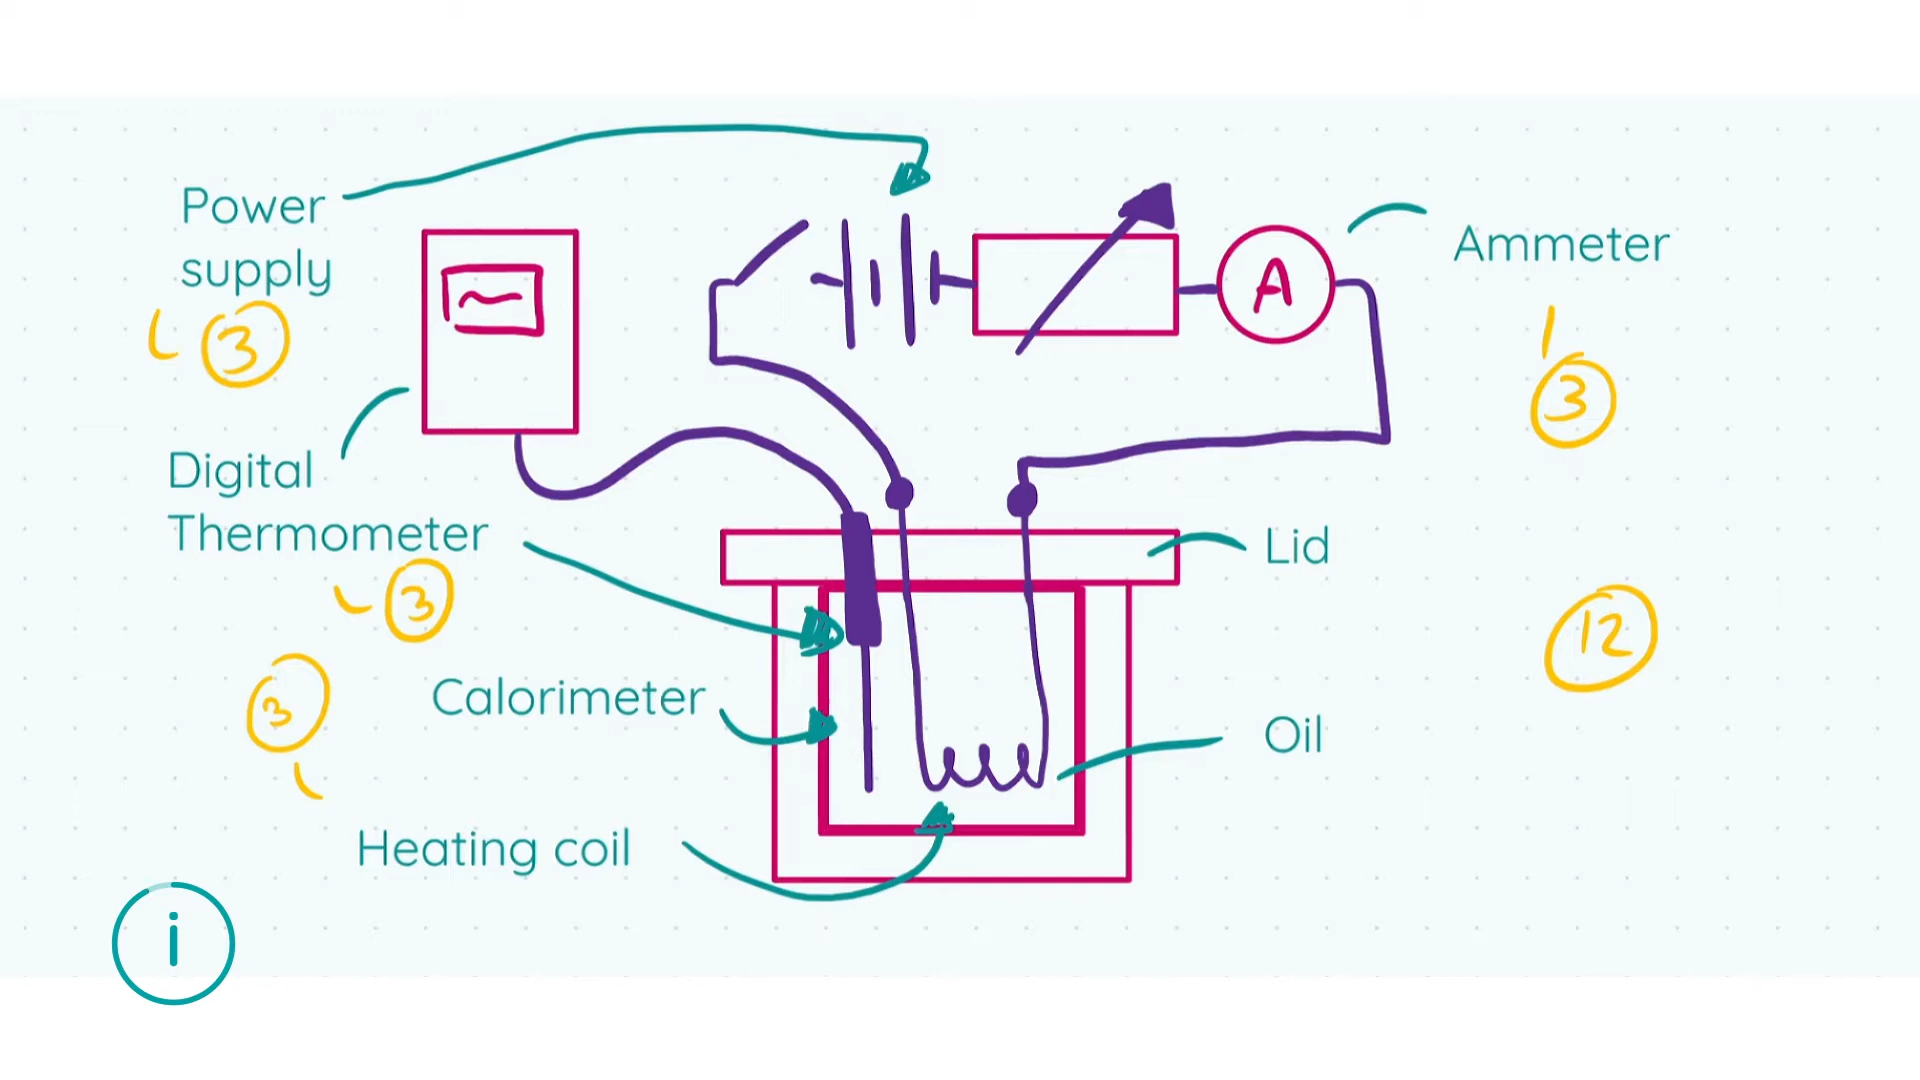 Power
supply
3
Ammeter
A
3
Digital
Thermometer
3
Lid
12
3
Calorimeter
Oil
Heating coil
i